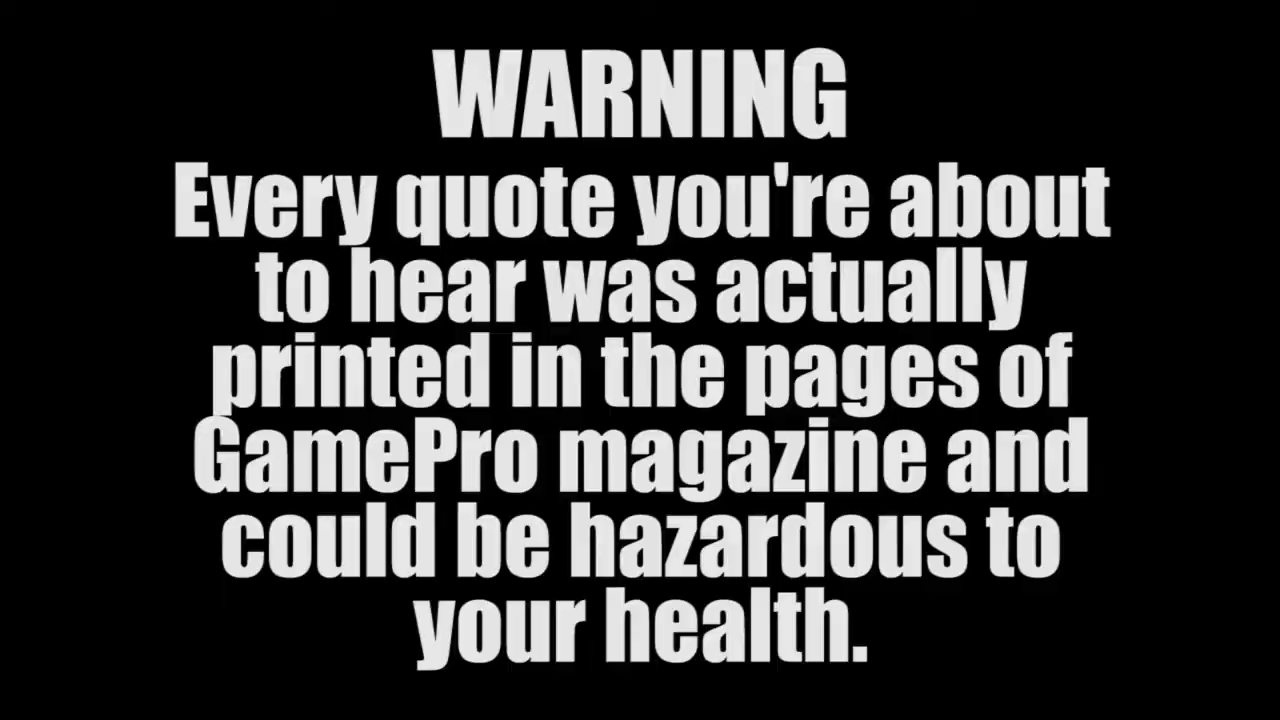 WARNING
Every quote you're about
to hear was actually
printed in the pages of
GamePro magazine and
could be hazardous to
your health.